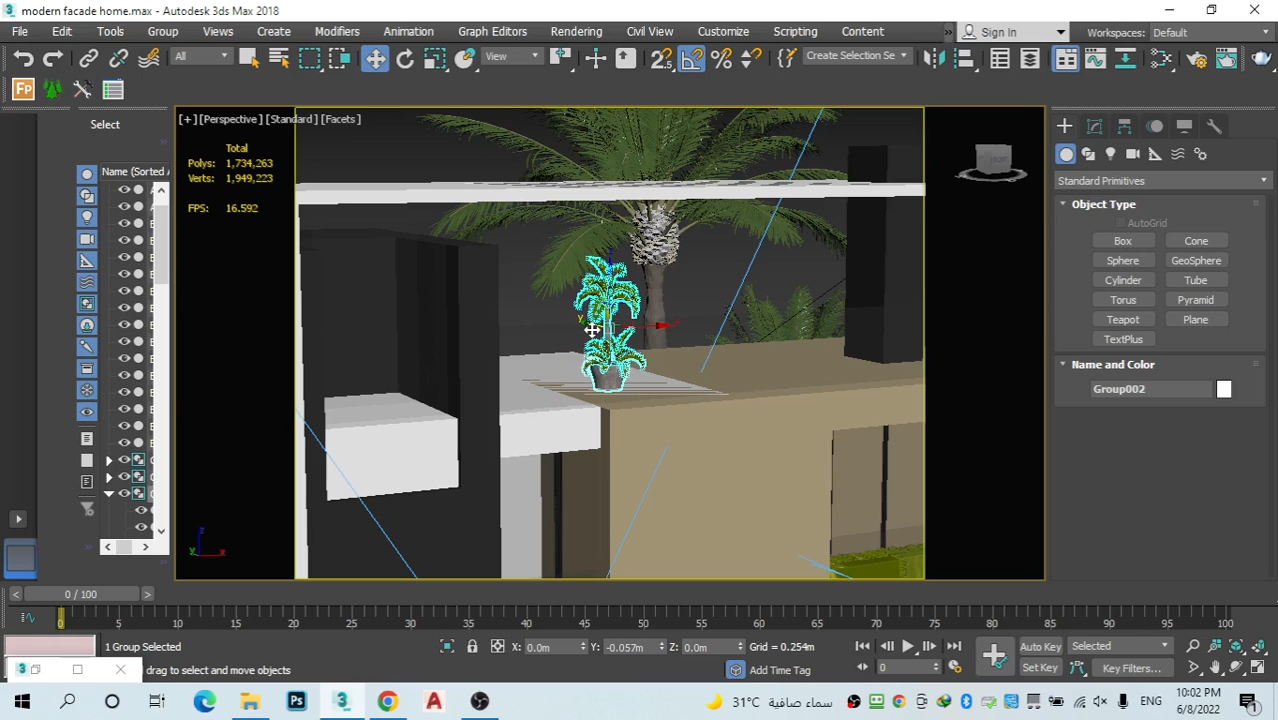 modern facade home.max - Autodesk 3ds Max 2018
File Edit Tools Group Views Create Modifiers Animation Graph Editors Rendering Civil View Customize Scripting Content
Sign In
Workspaces: Default
All
View
2.5
Create Selection Se
Fp
Select
Name (Sorted A
[+] [Perspective] [Standard] [Facets]
Total
Polys: 1,734,263
Verts: 1,949,223
FPS: 16.592
z
y
x
z
y
x
Standard Primitives
Object Type
AutoGrid
Box Cone
Sphere GeoSphere
Cylinder Tube
Torus Pyramid
Teapot Plane
TextPlus
Name and Color
Group002
0 / 100
0 5 10 15 20 25 30 35 40 45 50 55 60 65 70 75 80 85 90 95 100
1 Group Selected
X: 0.0m Y: -0.057m Z: 0.0m Grid = 0.254m
Auto Key Selected
3
drag to select and move objects
Add Time Tag
0
Set Key Key Filters...
Ps
3
A
31°C سماء صافية
ENG
10:02 PM
6/8/2022
1